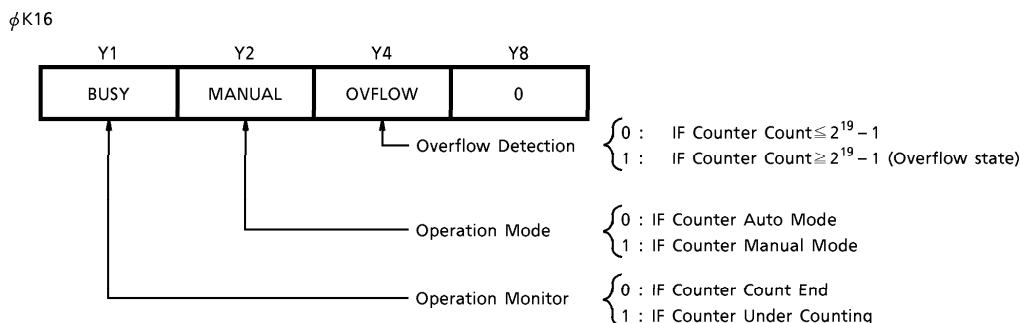 ϕK16
Y1 Y2 Y4 Y8
BUSY MANUAL OVFLOW 0
Overflow Detection
0 : IF Counter Count≦2^19 – 1
1 : IF Counter Count≧2^19 – 1 (Overflow state)
Operation Mode
0 : IF Counter Auto Mode
1 : IF Counter Manual Mode
Operation Monitor
0 : IF Counter Count End
1 : IF Counter Under Counting